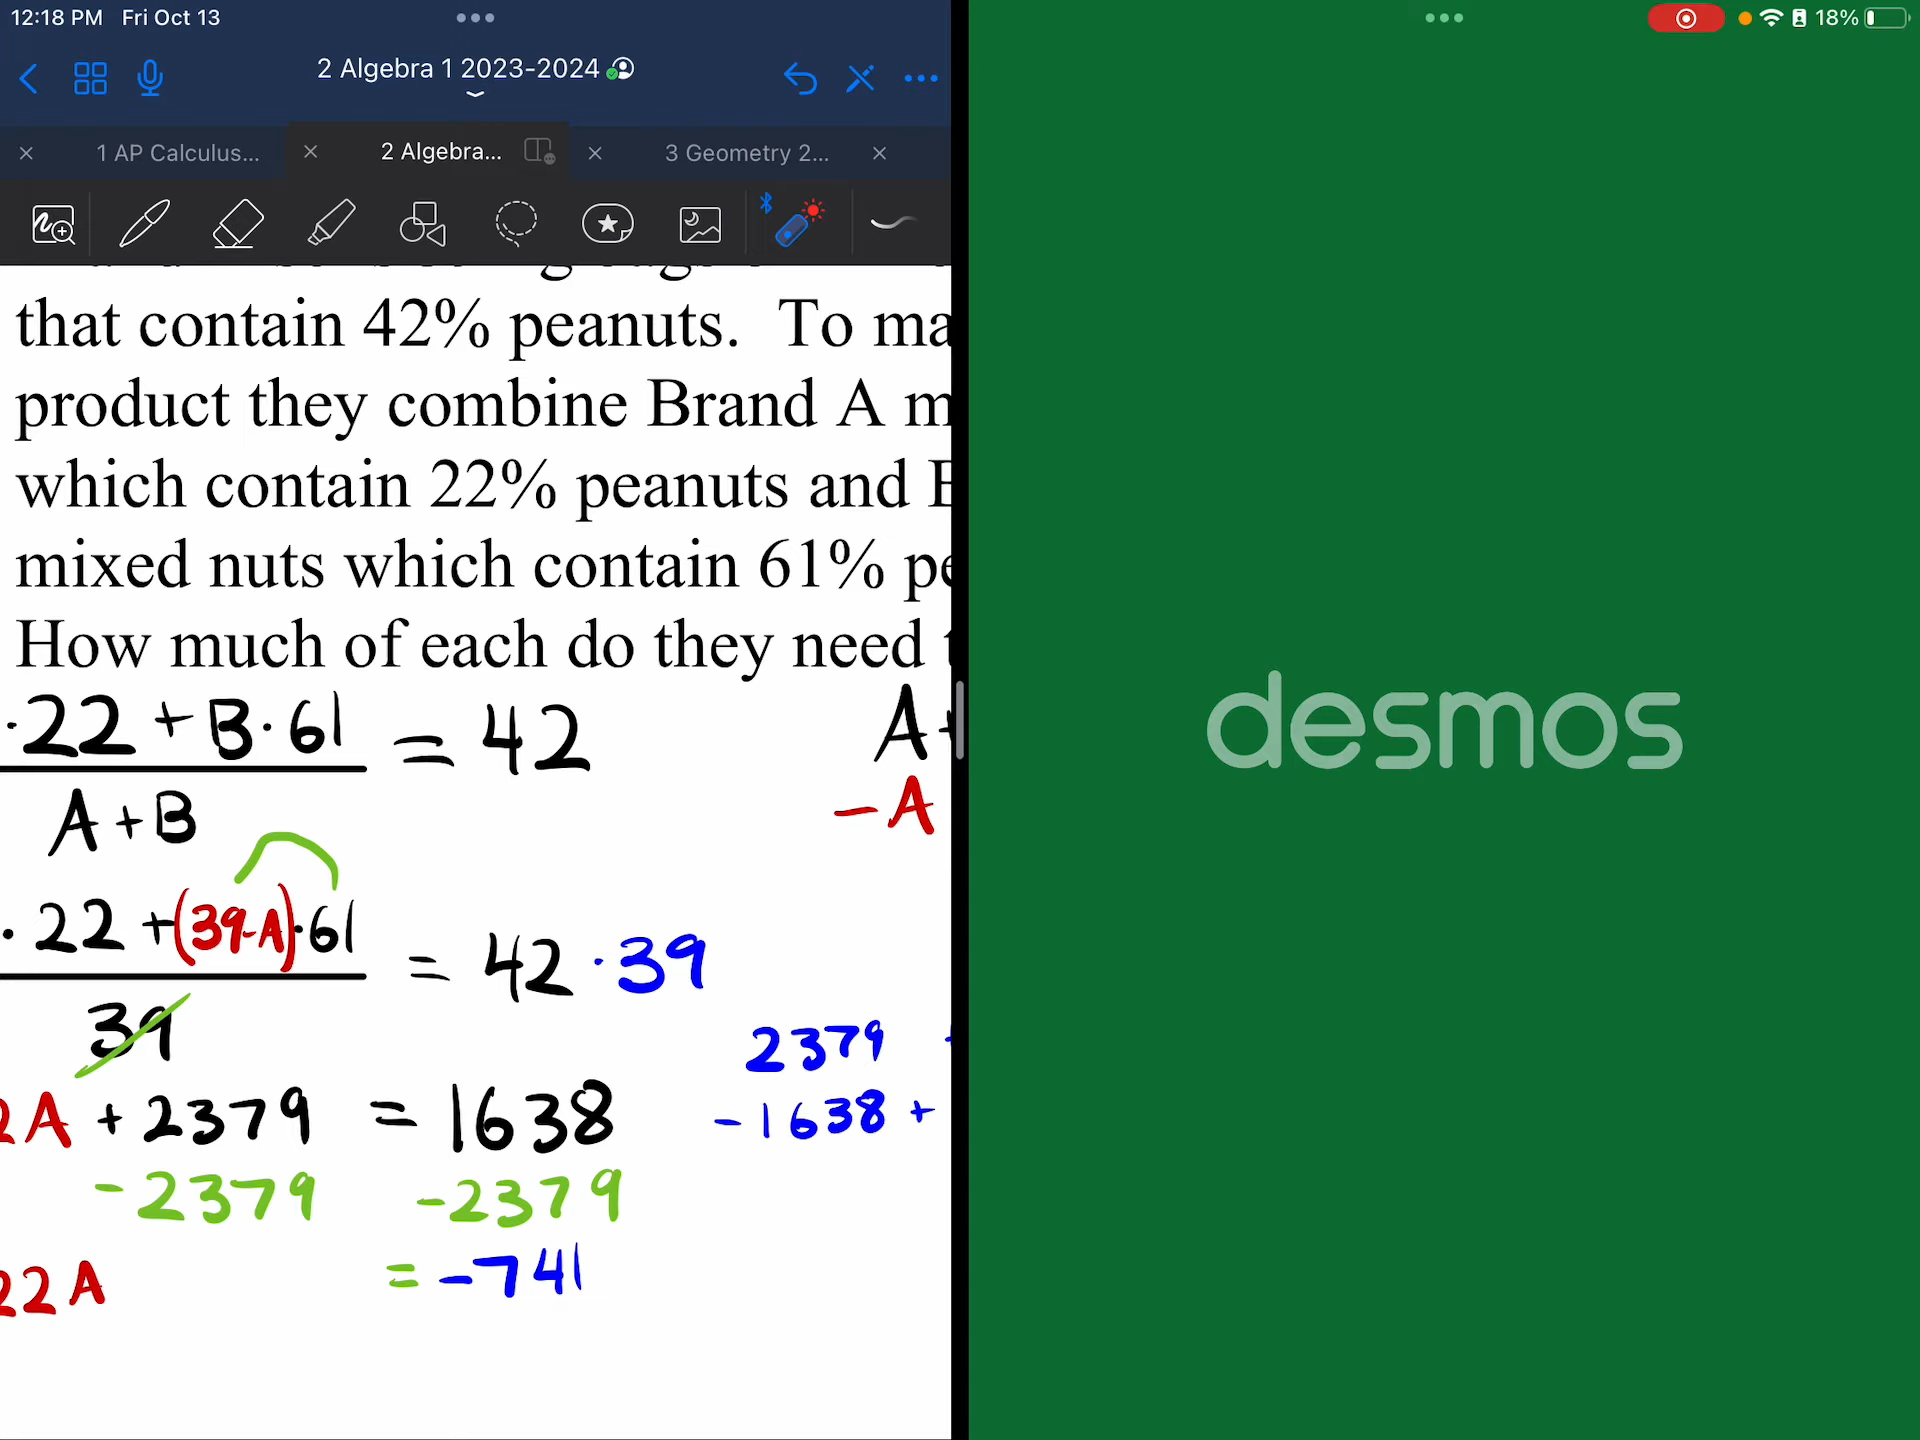 12:18 PM Fri Oct 13
18%
2 Algebra 1 2023-2024
1 AP Calculus...
2 Algebra...
3 Geometry 2...
that contain 42% peanuts. To ma
product they combine Brand A m
which contain 22% peanuts and
mixed nuts which contain 61% pe
How much of each do they need
·22 + B·61 = 42
A + B
A+
-A
·22 + (39-A)·61 = 42 ·39
39
2379
-1638 +
2A + 2379 = 1638
-2379 -2379
22A = -741
desmos